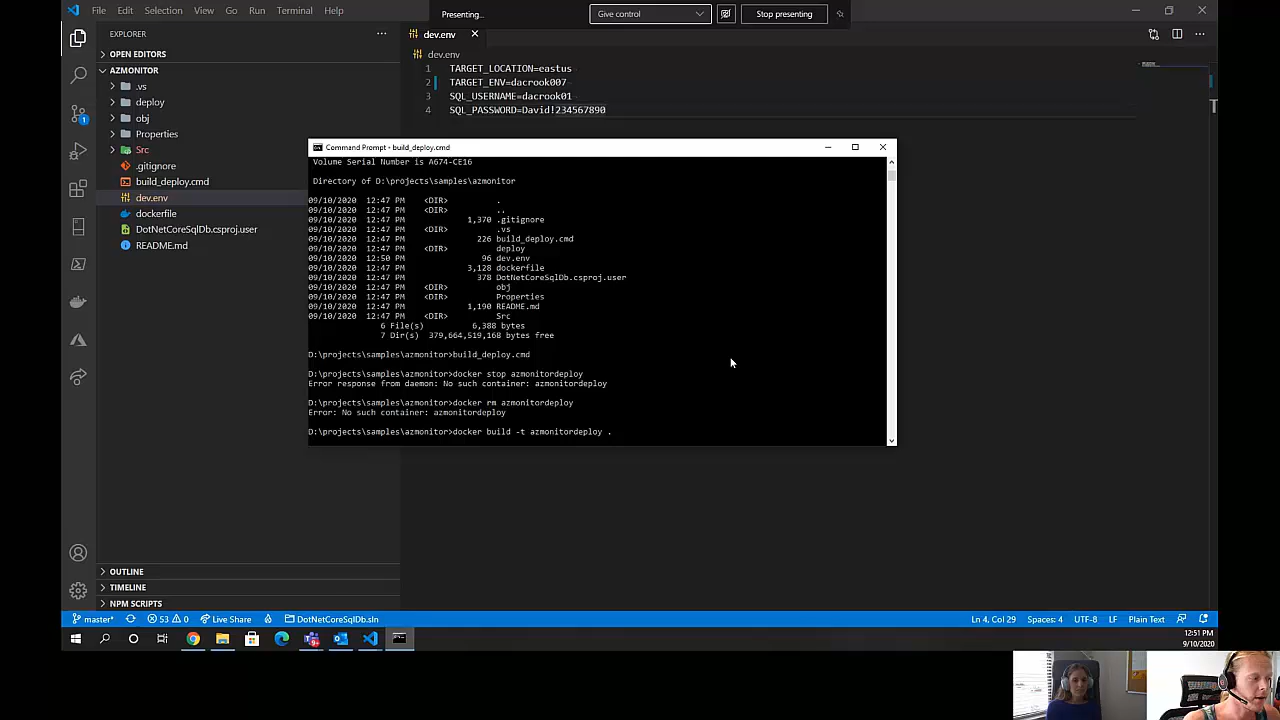 File Edit Selection View Go Run Terminal Help
Presenting...
Give control
Stop presenting
EXPLORER
OPEN EDITORS
AZMONITOR
.vs
deploy
obj
Properties
Src
.gitignore
build_deploy.cmd
dev.env
dockerfile
DotNetCoreSqlDb.csproj.user
README.md
OUTLINE
TIMELINE
NPM SCRIPTS
1
dev.env
dev.env
1 TARGET_LOCATION=eastus
2 TARGET_ENV=dacrook007
3 SQL_USERNAME=dacrook01
4 SQL_PASSWORD=David!234567890
Command Prompt - build_deploy.cmd
Volume Serial Number is A674-CE16
Directory of D:\projects\samples\azmonitor
09/10/2020 12:47 PM <DIR> .
09/10/2020 12:47 PM <DIR> ..
09/10/2020 12:47 PM 1,370 .gitignore
09/10/2020 12:47 PM <DIR> .vs
09/10/2020 12:47 PM 226 build_deploy.cmd
09/10/2020 12:47 PM <DIR> deploy
09/10/2020 12:50 PM 96 dev.env
09/10/2020 12:47 PM 3,128 dockerfile
09/10/2020 12:47 PM 378 DotNetCoreSqlDb.csproj.user
09/10/2020 12:47 PM <DIR> obj
09/10/2020 12:47 PM <DIR> Properties
09/10/2020 12:47 PM 1,190 README.md
09/10/2020 12:47 PM <DIR> Src
6 File(s) 6,388 bytes
7 Dir(s) 379,664,519,168 bytes free
D:\projects\samples\azmonitor>build_deploy.cmd
D:\projects\samples\azmonitor>docker stop azmonitordeploy
Error response from daemon: No such container: azmonitordeploy
D:\projects\samples\azmonitor>docker rm azmonitordeploy
Error: No such container: azmonitordeploy
D:\projects\samples\azmonitor>docker build -t azmonitordeploy .
master* 53 0 Live Share DotNetCoreSqlDb.sln
Ln 4, Col 29 Spaces: 4 UTF-8 LF Plain Text
12:51 PM
9/10/2020